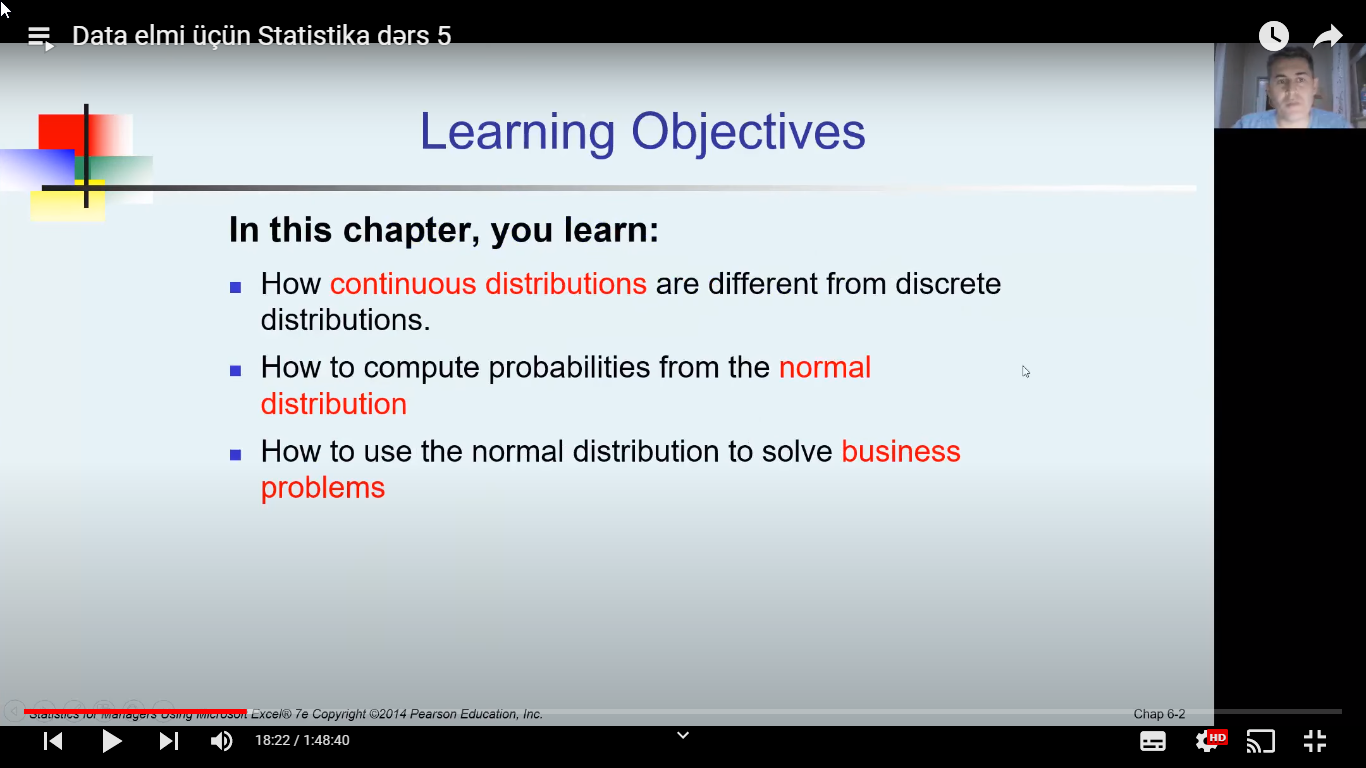 Data elmi üçün Statistika dərs 5
Learning Objectives
In this chapter, you learn:
How continuous distributions are different from discrete
distributions.
How to compute probabilities from the normal
distribution
How to use the normal distribution to solve business
problems
Statistics for Managers Using Microsoft Excel® 7e Copyright ©2014 Pearson Education, Inc.
Chap 6-2
18:22 / 1:48:40
HD